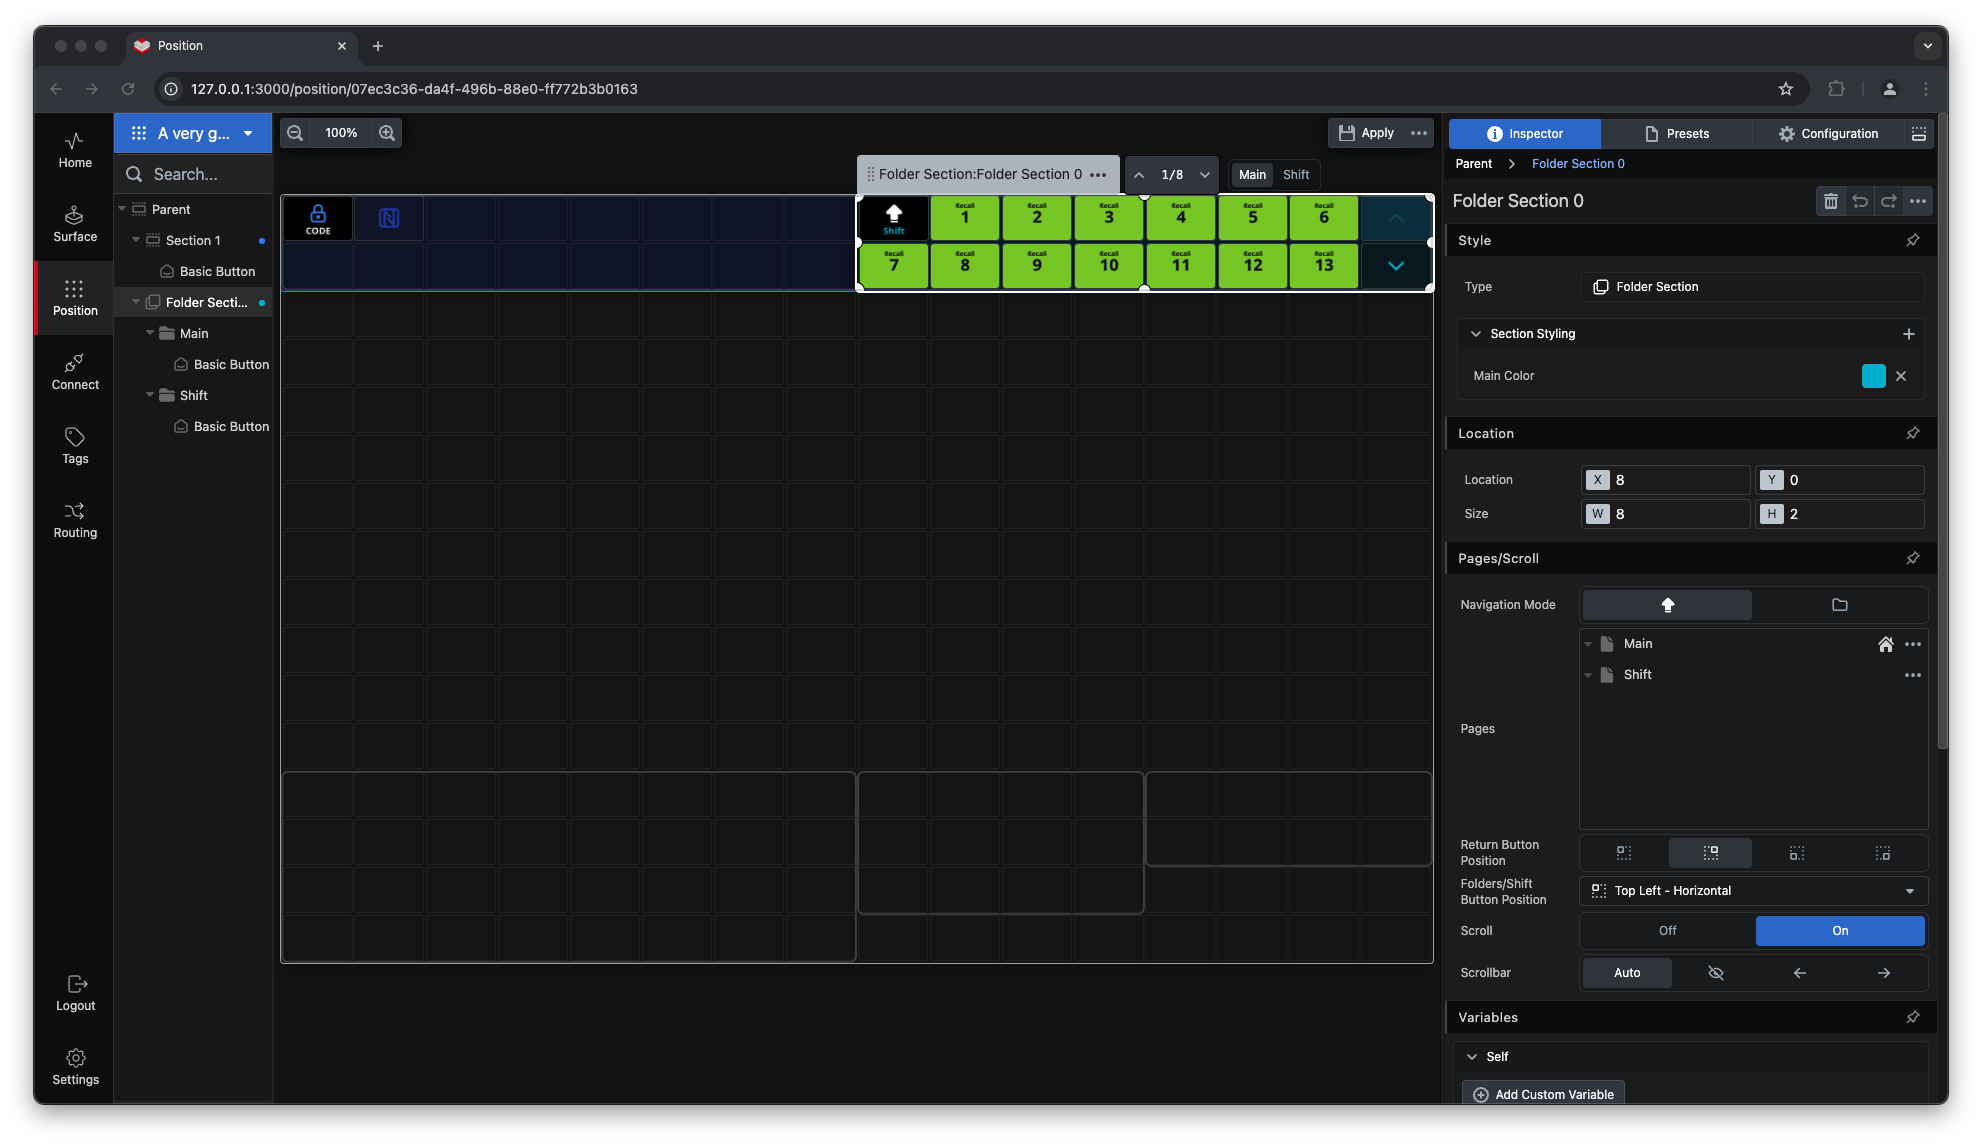 Position
127.0.0.1:3000/position/07ec3c36-da4f-496b-88e0-ff772b3b0163
Home
Surface
Position
Connect
Tags
Routing
Logout
Settings
A very g...
Search...
Parent
Section 1
Basic Button
Folder Secti...
Main
Basic Button
Shift
Basic Button
100%
Apply
Folder Section:Folder Section 0
1/8
Main
Shift
CODE
Shift
Recall
1
Recall
2
Recall
3
Recall
4
Recall
5
Recall
6
Recall
7
Recall
8
Recall
9
Recall
10
Recall
11
Recall
12
Recall
13
Inspector
Presets
Configuration
Parent
Folder Section 0
Folder Section 0
Style
Type
Folder Section
Section Styling
Main Color
Location
Location
X 8
Y 0
Size
W 8
H 2
Pages/Scroll
Navigation Mode
Pages
Main
Shift
Return Button
Position
Folders/Shift
Button Position
Top Left - Horizontal
Scroll
Off
On
Scrollbar
Auto
Variables
Self
Add Custom Variable